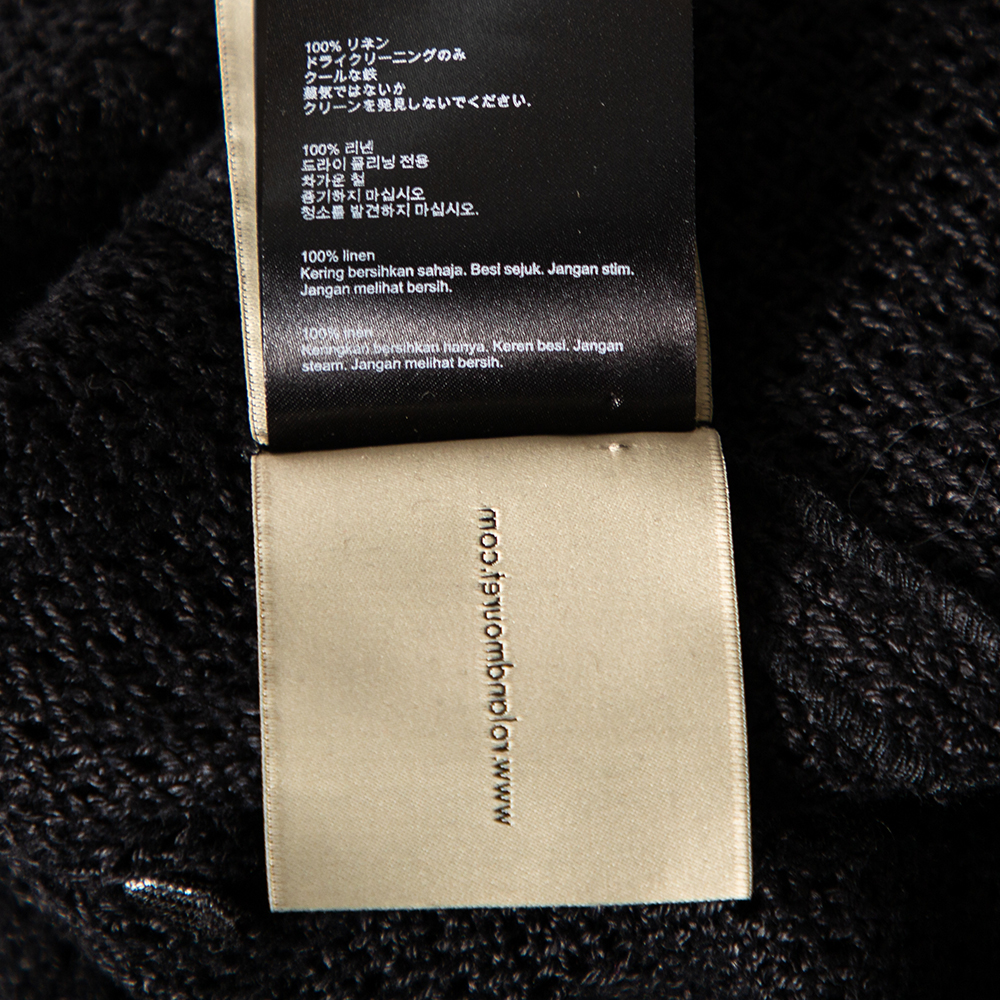 100% リネン
ドライクリーニングのみ
クールな鉄
蒸気ではないか
クリーンを発見しないでください.
100% 리넨
드라이 클리닝 전용
차가운 철
증기하지 마십시오
청소를 발견하지 마십시오.
100% linen
Kering bersihkan sahaja. Besi sejuk. Jangan stim.
Jangan melihat bersih.
100% linen
Keringkan bersihkan hanya. Keren besi. Jangan
steam. Jangan melihat bersih.
www.rolandmouret.com